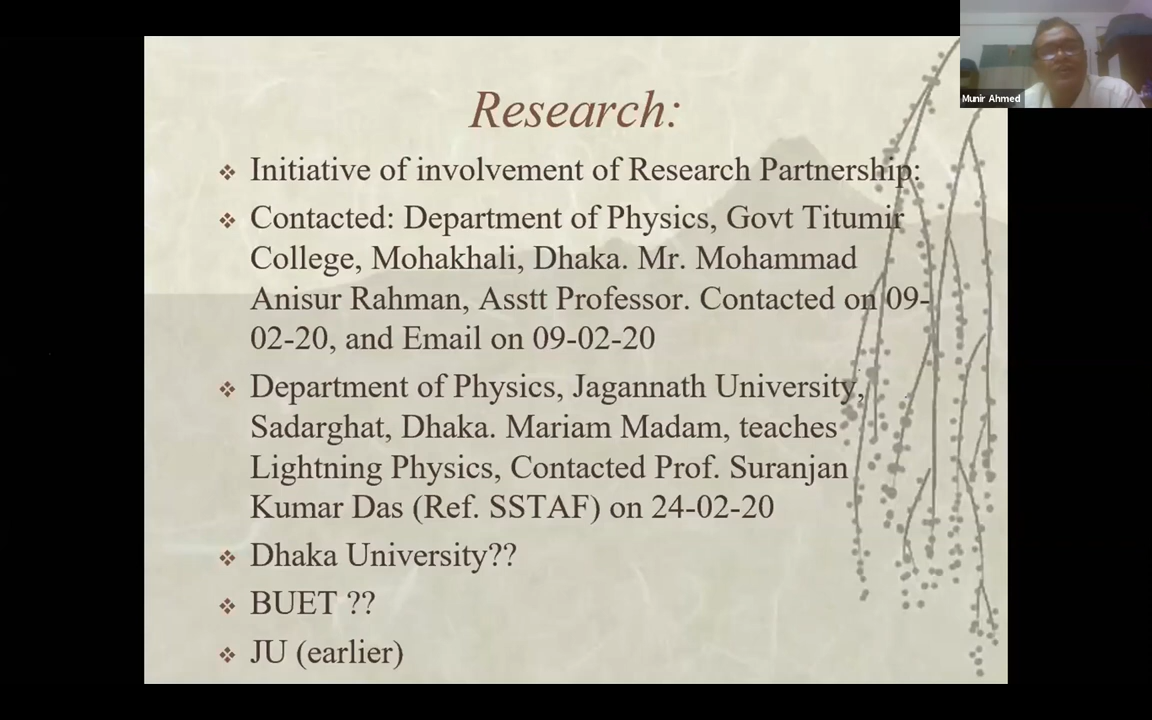 Research:
❖ Initiative of involvement of Research Partnership:
❖ Contacted: Department of Physics, Govt Titumir
College, Mohakhali, Dhaka. Mr. Mohammad
Anisur Rahman, Asstt Professor. Contacted on 09-
02-20, and Email on 09-02-20
❖ Department of Physics, Jagannath University,
Sadarghat, Dhaka. Mariam Madam, teaches
Lightning Physics, Contacted Prof. Suranjan
Kumar Das (Ref. SSTAF) on 24-02-20
❖ Dhaka University??
❖ BUET ??
❖ JU (earlier)
Munir Ahmed